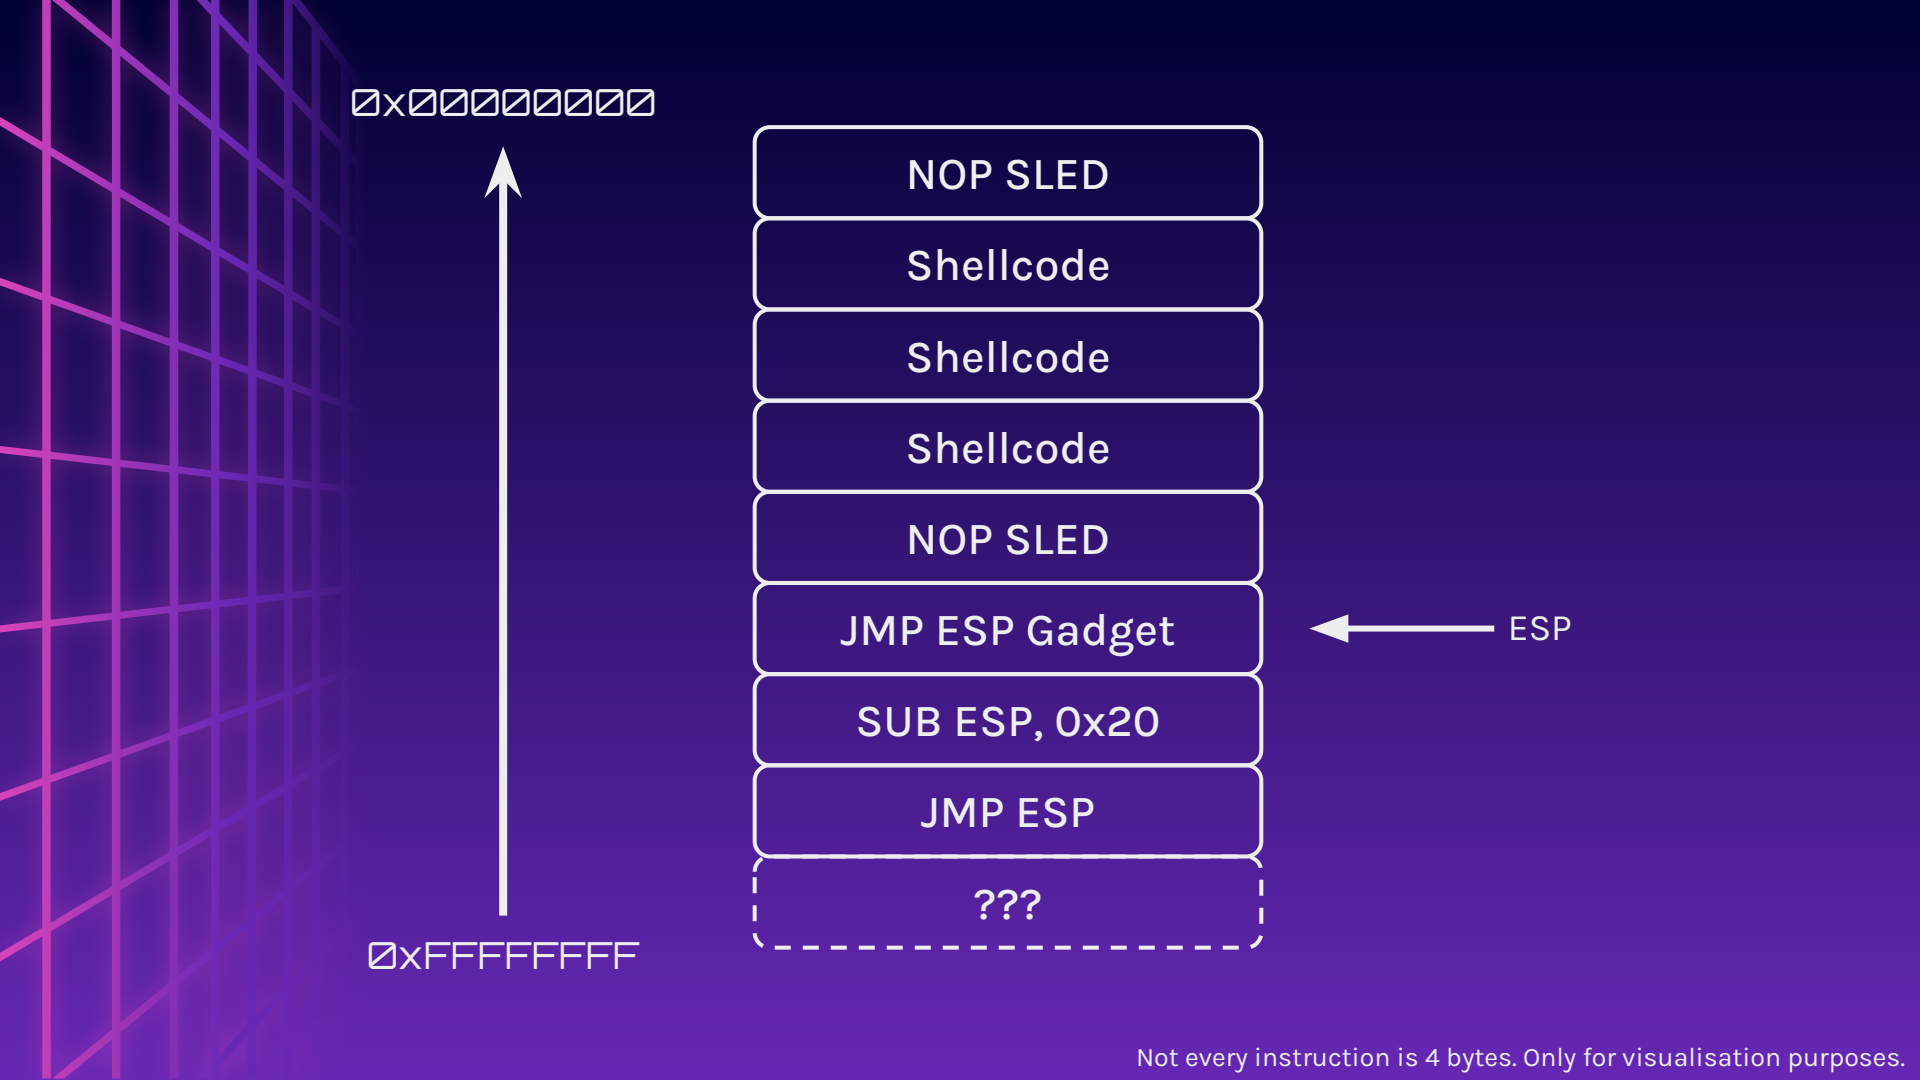 0x00000000
NOP SLED
Shellcode
Shellcode
Shellcode
NOP SLED
JMP ESP Gadget
ESP
SUB ESP, 0x20
JMP ESP
???
0xFFFFFFFF
Not every instruction is 4 bytes. Only for visualisation purposes.